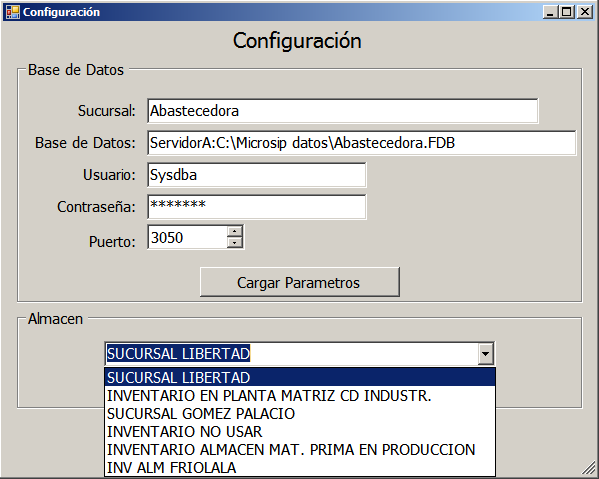 Configuración
Configuración
Base de Datos
Sucursal: Abastecedora
Base de Datos: ServidorA:C:\Microsip datos\Abastecedora.FDB
Usuario: Sysdba
Contraseña: *******
Puerto: 3050
Cargar Parametros
Almacen
SUCURSAL LIBERTAD
SUCURSAL LIBERTAD
INVENTARIO EN PLANTA MATRIZ CD INDUSTR.
SUCURSAL GOMEZ PALACIO
INVENTARIO NO USAR
INVENTARIO ALMACEN MAT. PRIMA EN PRODUCCION
INV ALM FRIOLALA